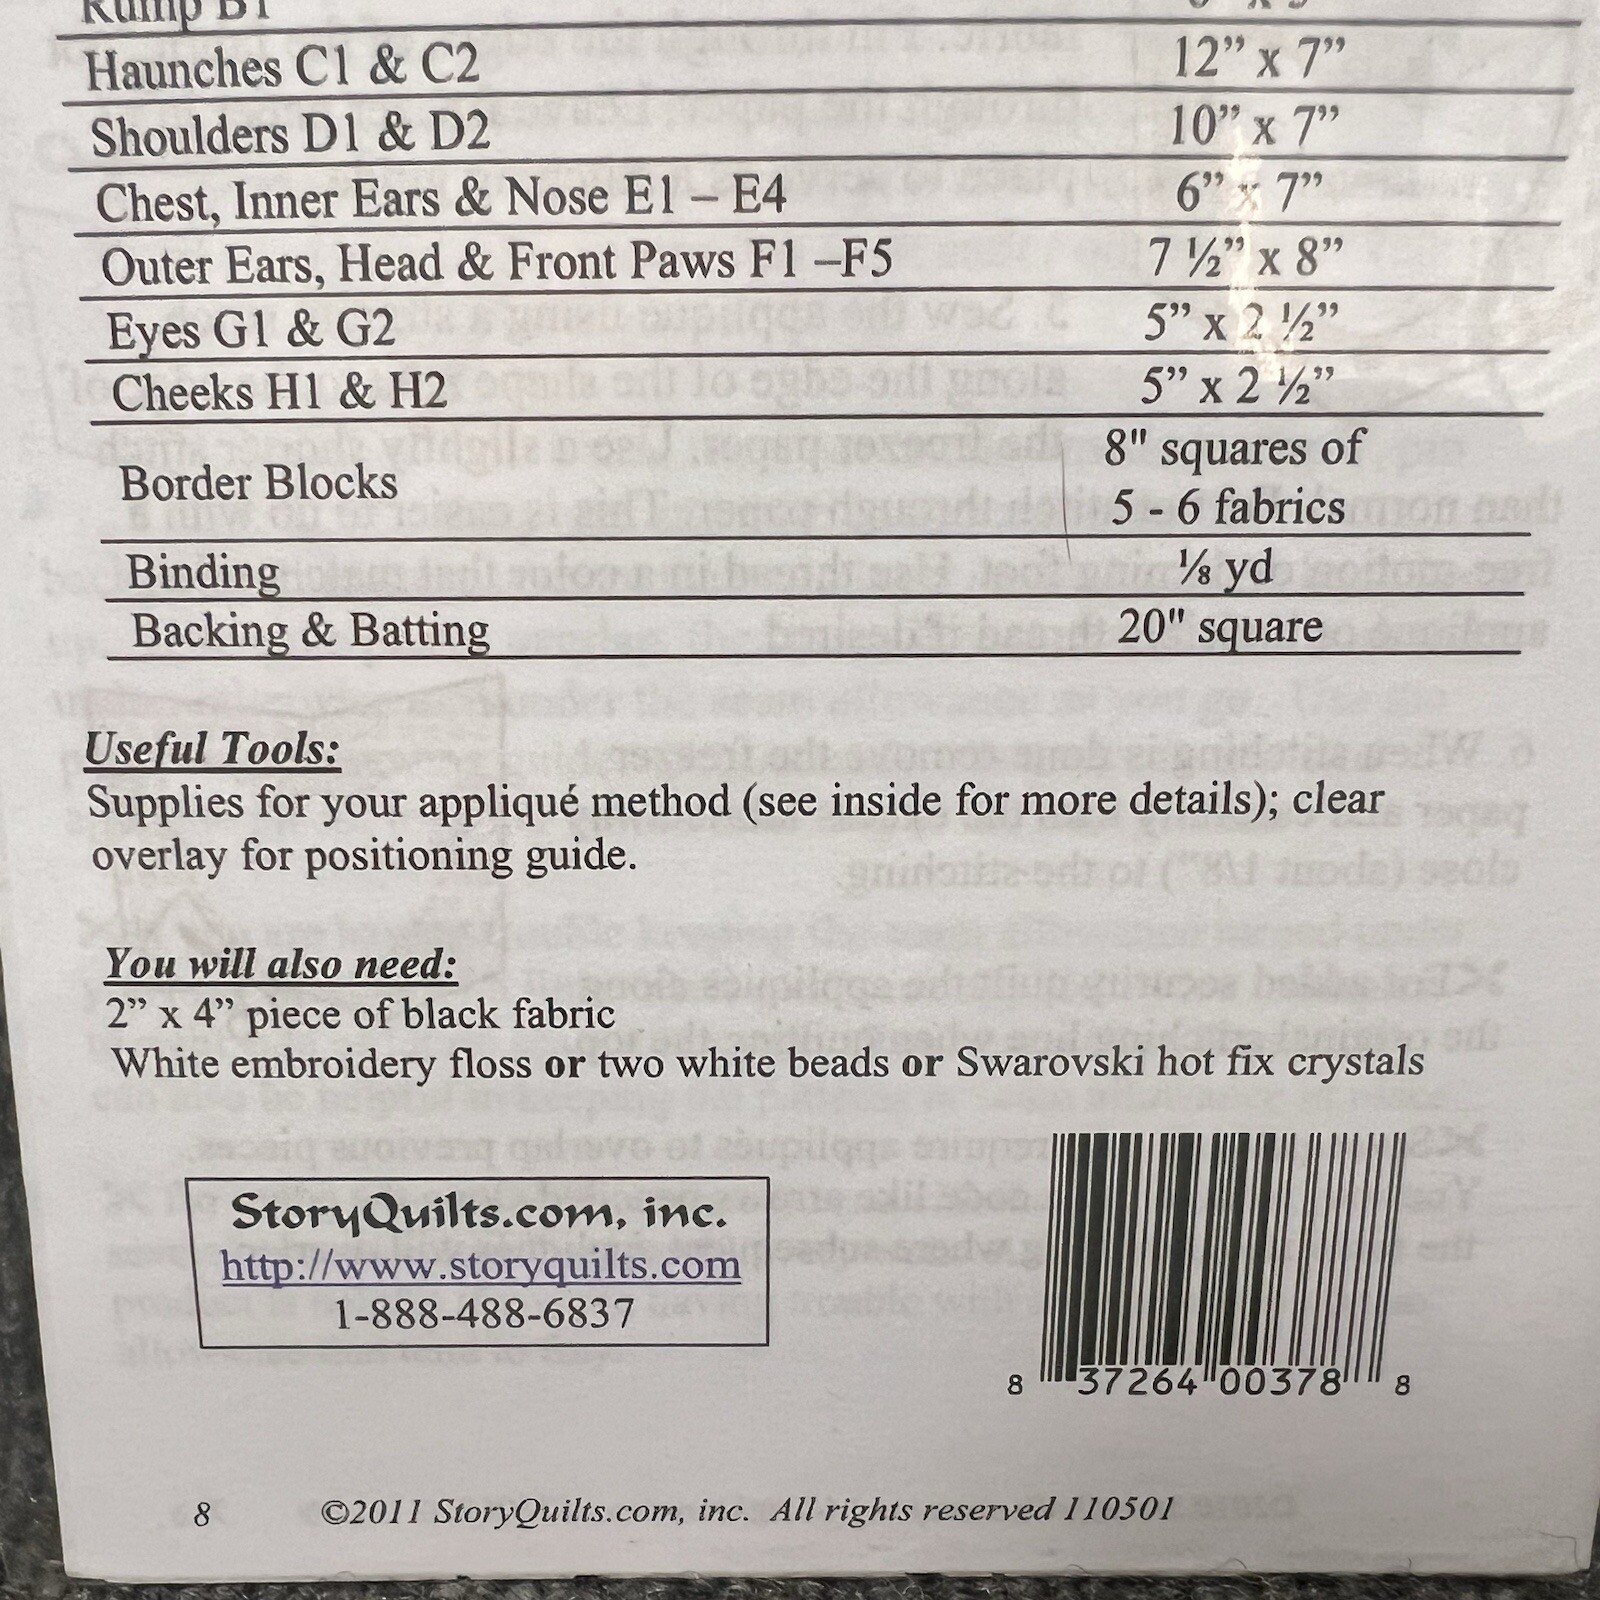 Rump B1
Haunches C1 & C2 12” x 7”
Shoulders D1 & D2 10” x 7”
Chest, Inner Ears & Nose E1 – E4 6” x 7”
Outer Ears, Head & Front Paws F1 –F5 7 ½” x 8”
Eyes G1 & G2 5” x 2 ½”
Cheeks H1 & H2 5” x 2 ½”
Border Blocks 8" squares of
5 - 6 fabrics
Binding ⅛ yd
Backing & Batting 20" square
Useful Tools:
Supplies for your appliqué method (see inside for more details); clear
overlay for positioning guide.
You will also need:
2” x 4” piece of black fabric
White embroidery floss or two white beads or Swarovski hot fix crystals
StoryQuilts.com, inc.
http://www.storyquilts.com
1-888-488-6837
8 37264 00378 8
8 ©2011 StoryQuilts.com, inc. All rights reserved 110501